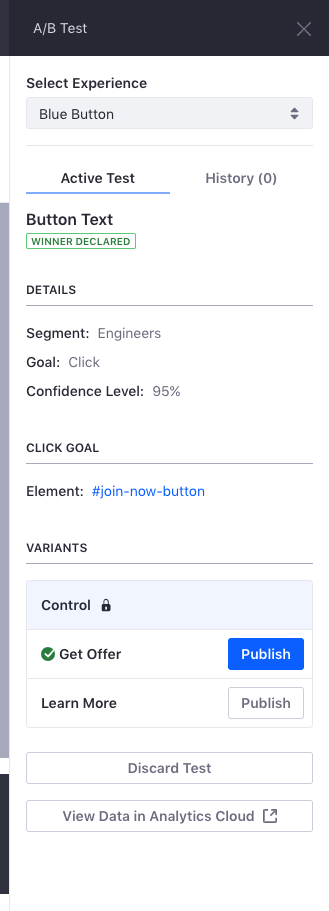 A/B Test
Select Experience
Blue Button
Active Test History (0)
Button Text
WINNER DECLARED
DETAILS
Segment: Engineers
Goal: Click
Confidence Level: 95%
CLICK GOAL
Element: #join-now-button
VARIANTS
Control
Get Offer Publish
Learn More Publish
Discard Test
View Data in Analytics Cloud